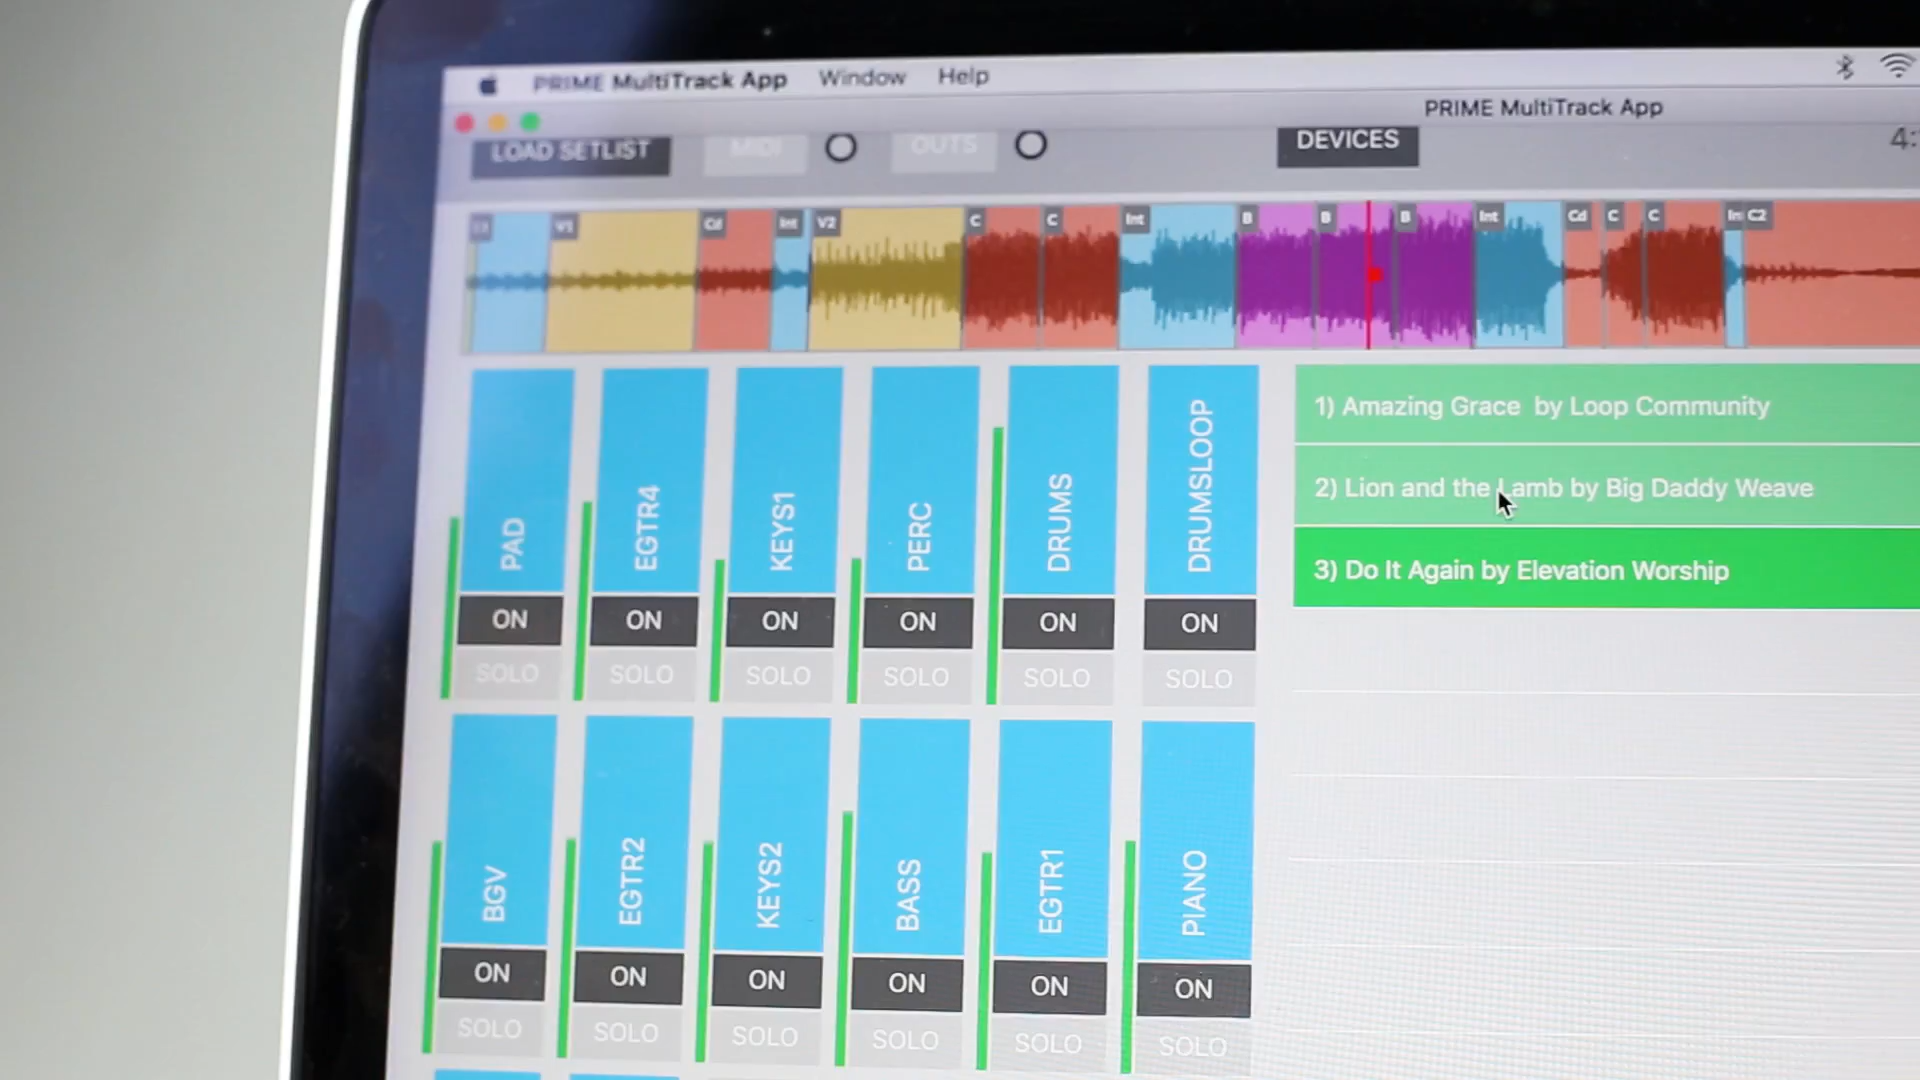 PRIME MultiTrack App Window Help
PRIME MultiTrack App
LOAD SETLIST MIDI OUTS DEVICES 4:
V1 Cd Int V2 C C Int B B B Int Cd C C In C2
PAD EGTR4 KEYS1 PERC DRUMS DRUMSLOOP
ON ON ON ON ON ON
SOLO SOLO SOLO SOLO SOLO SOLO
BGV EGTR2 KEYS2 BASS EGTR1 PIANO
ON ON ON ON ON ON
SOLO SOLO SOLO SOLO SOLO SOLO
1) Amazing Grace by Loop Community
2) Lion and the Lamb by Big Daddy Weave
3) Do It Again by Elevation Worship